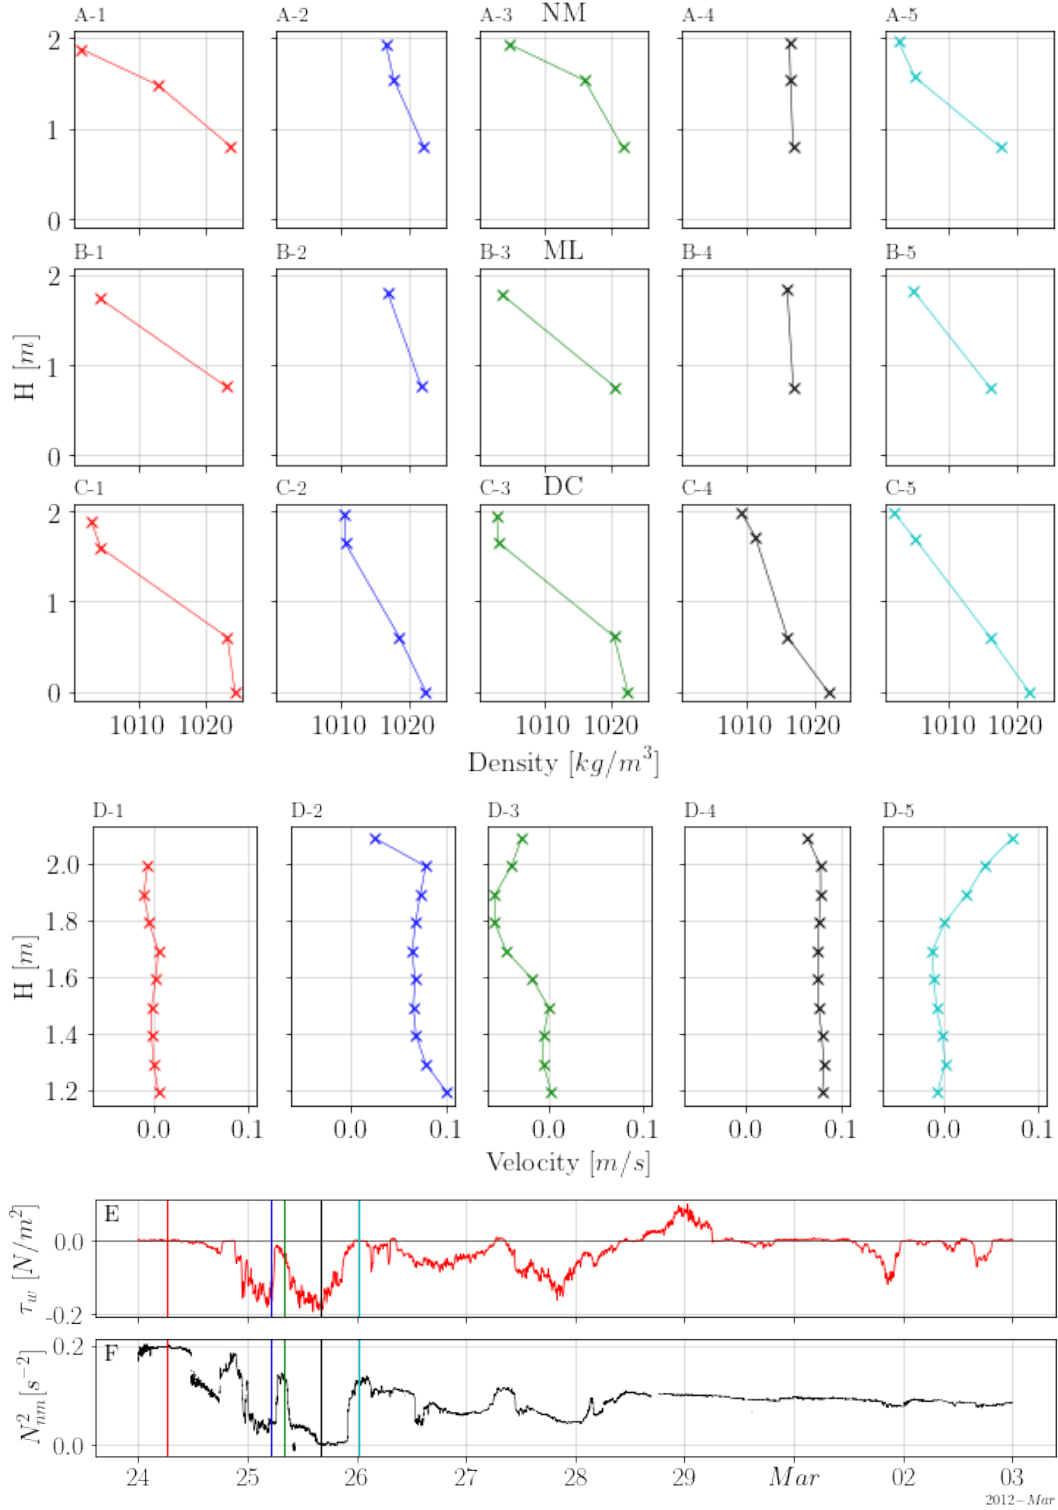 A-1 A-2 A-3 NM A-4 A-5
2
1
0
B-1 B-2 B-3 ML B-4 B-5
2
1
0
H [m]
C-1 C-2 C-3 DC C-4 C-5
2
1
0
1010 1020 1010 1020 1010 1020 1010 1020 1010 1020
Density [kg/m³]
D-1 D-2 D-3 D-4 D-5
2.0
1.8
1.6
1.4
1.2
H [m]
0.0 0.1 0.0 0.1 0.0 0.1 0.0 0.1 0.0 0.1
Velocity [m/s]
E
0.0
-0.2
τ_w [N/m²]
F
0.2
0.0
N²_nm [s⁻²]
24 25 26 27 28 29 Mar 02 03
2012-Mar